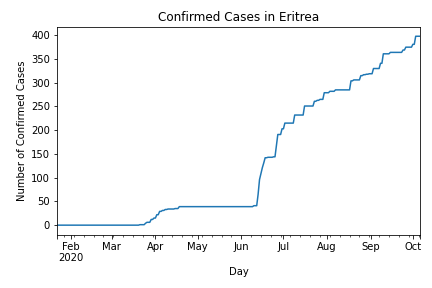 Confirmed Cases in Eritrea
Number of Confirmed Cases
400
350
300
250
200
150
100
50
0
Feb Mar Apr May Jun Jul Aug Sep Oct
2020
Day